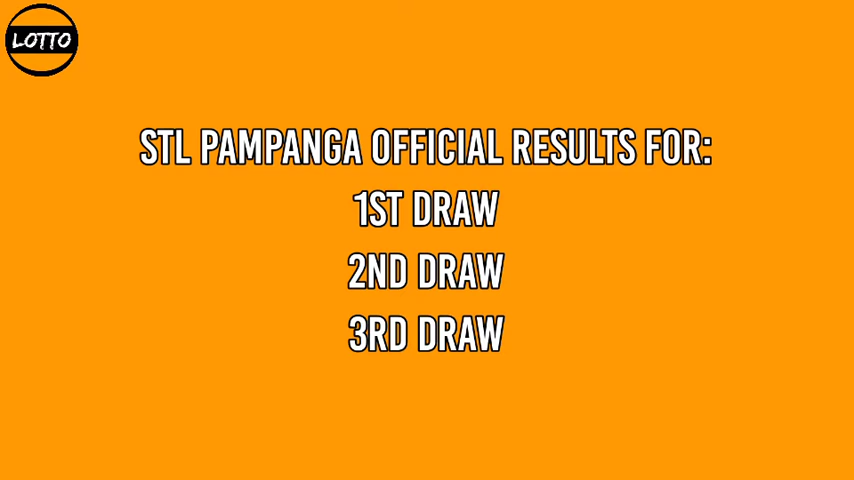 LOTTO
STL PAMPANGA OFFICIAL RESULTS FOR:
1ST DRAW
2ND DRAW
3RD DRAW